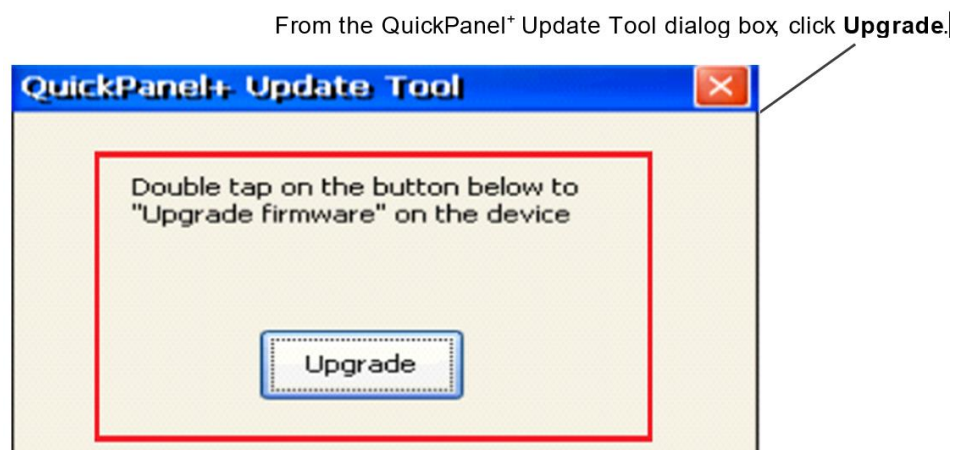 From the QuickPanel⁺ Update Tool dialog box, click Upgrade.
QuickPanel+ Update Tool
Double tap on the button below to
"Upgrade firmware" on the device
Upgrade